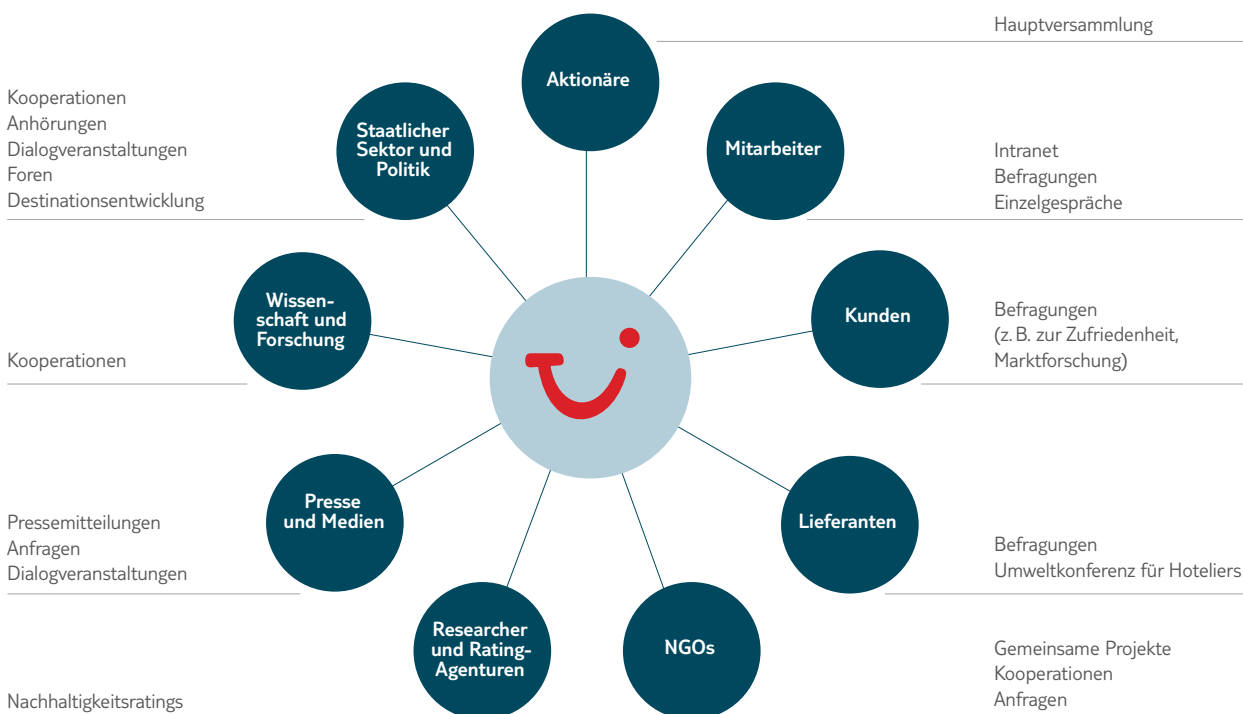 Hauptversammlung
Aktionäre
Kooperationen
Anhörungen
Dialogveranstaltungen
Foren
Destinationsentwicklung
Staatlicher
Sektor und
Politik
Mitarbeiter
Intranet
Befragungen
Einzelgespräche
Wissen-
schaft und
Forschung
Kooperationen
Kunden
Befragungen
(z. B. zur Zufriedenheit,
Marktforschung)
Presse
und Medien
Pressemitteilungen
Anfragen
Dialogveranstaltungen
Lieferanten
Befragungen
Umweltkonferenz für Hoteliers
Researcher
und Rating-
Agenturen
Nachhaltigkeitsratings
NGOs
Gemeinsame Projekte
Kooperationen
Anfragen